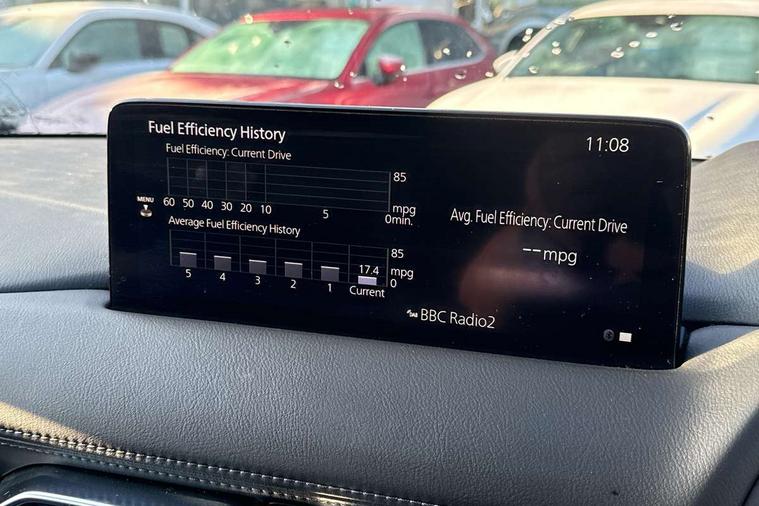 Fuel Efficiency History
11:08
Fuel Efficiency: Current Drive
85
MENU
60 50 40 30 20 10 5 0min.
mpg
Avg. Fuel Efficiency: Current Drive
--mpg
Average Fuel Efficiency History
85
17.4
mpg
0
5 4 3 2 1 Current
DAB BBC Radio2